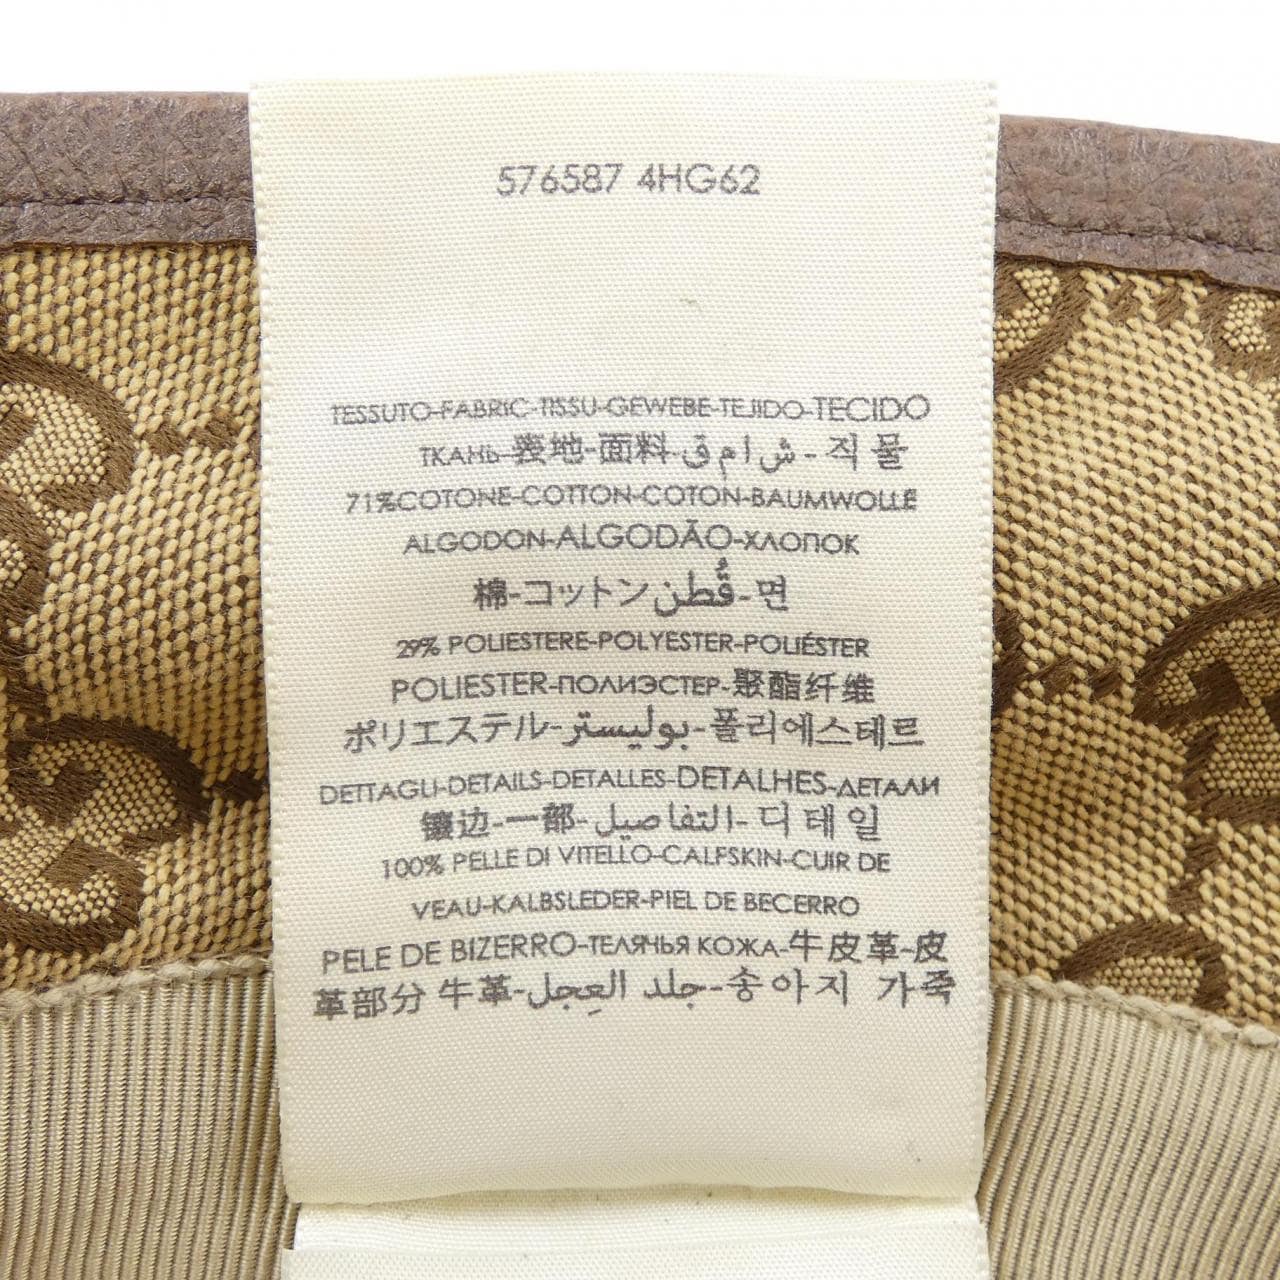 576587 4HG62
TESSUTO-FABRIC-TISSU-GEWEBE-TEJIDO-TECIDO
ТКАНЬ-表地-面料-ق م ا ش-직물
71%COTONE-COTTON-COTON-BAUMWOLLE
ALGODON-ALGODÃO-ХЛОПОК
棉-コットン-قُطن-면
29% POLIESTERE-POLYESTER-POLIÉSTER
POLIESTER-ПОЛИЭСТЕР-聚酯纤维
ポリエステル-بوليستر-폴리에스테르
DETTAGLI-DETAILS-DETALLES-DETALHES-ДЕТАЛИ
镶边-一部-التفاصيل-디테일
100% PELLE DI VITELLO-CALFSKIN-CUIR DE
VEAU-KALBSLEDER-PIEL DE BECERRO
PELE DE BIZERRO-ТЕЛЯЧЬЯ КОЖА-牛皮革-皮
革部分 牛革-جلد العِجل-송아지 가죽